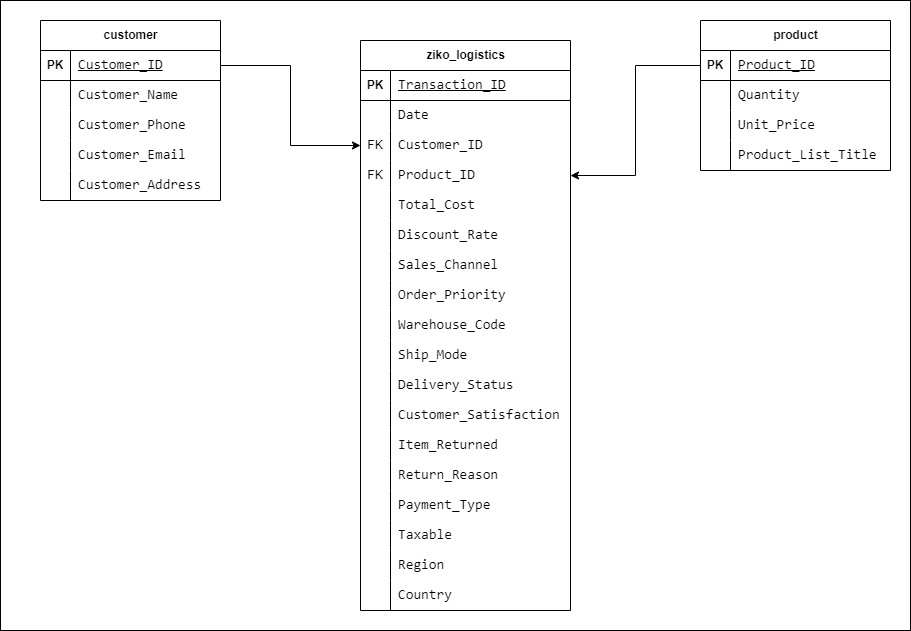 customer
PK Customer_ID
Customer_Name
Customer_Phone
Customer_Email
Customer_Address
ziko_logistics
PK Transaction_ID
Date
FK Customer_ID
FK Product_ID
Total_Cost
Discount_Rate
Sales_Channel
Order_Priority
Warehouse_Code
Ship_Mode
Delivery_Status
Customer_Satisfaction
Item_Returned
Return_Reason
Payment_Type
Taxable
Region
Country
product
PK Product_ID
Quantity
Unit_Price
Product_List_Title